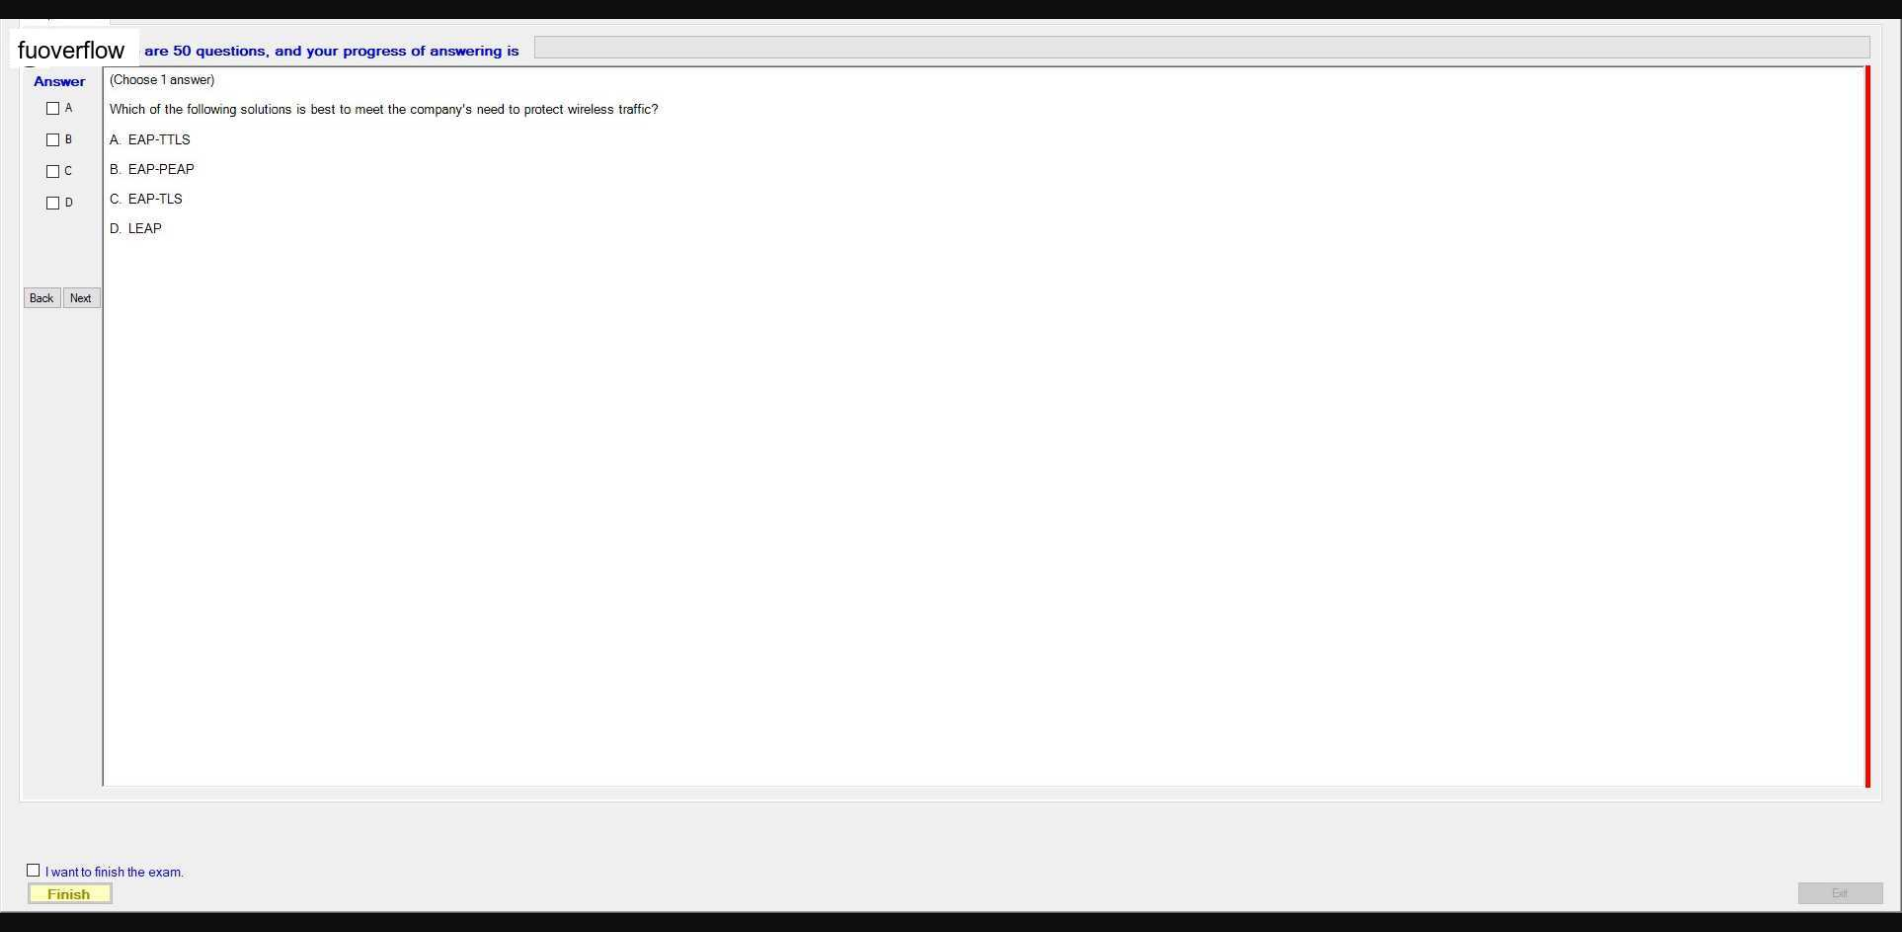 fuoverflow are 50 questions, and your progress of answering is
Answer
(Choose 1 answer)
A
Which of the following solutions is best to meet the company's need to protect wireless traffic?
B
A. EAP-TTLS
C
B. EAP-PEAP
D
C. EAP-TLS
D. LEAP
Back Next
I want to finish the exam.
Finish
Exit